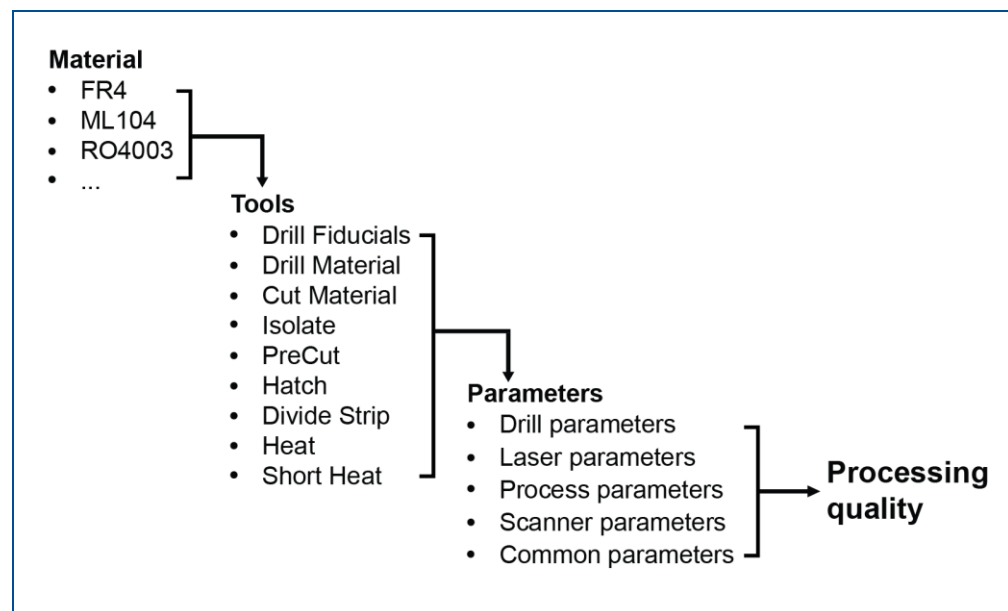 Material
• FR4
• ML104
• RO4003
• ...
Tools
• Drill Fiducials
• Drill Material
• Cut Material
• Isolate
• PreCut
• Hatch
• Divide Strip
• Heat
• Short Heat
Parameters
• Drill parameters
• Laser parameters
• Process parameters
• Scanner parameters
• Common parameters
Processing
quality